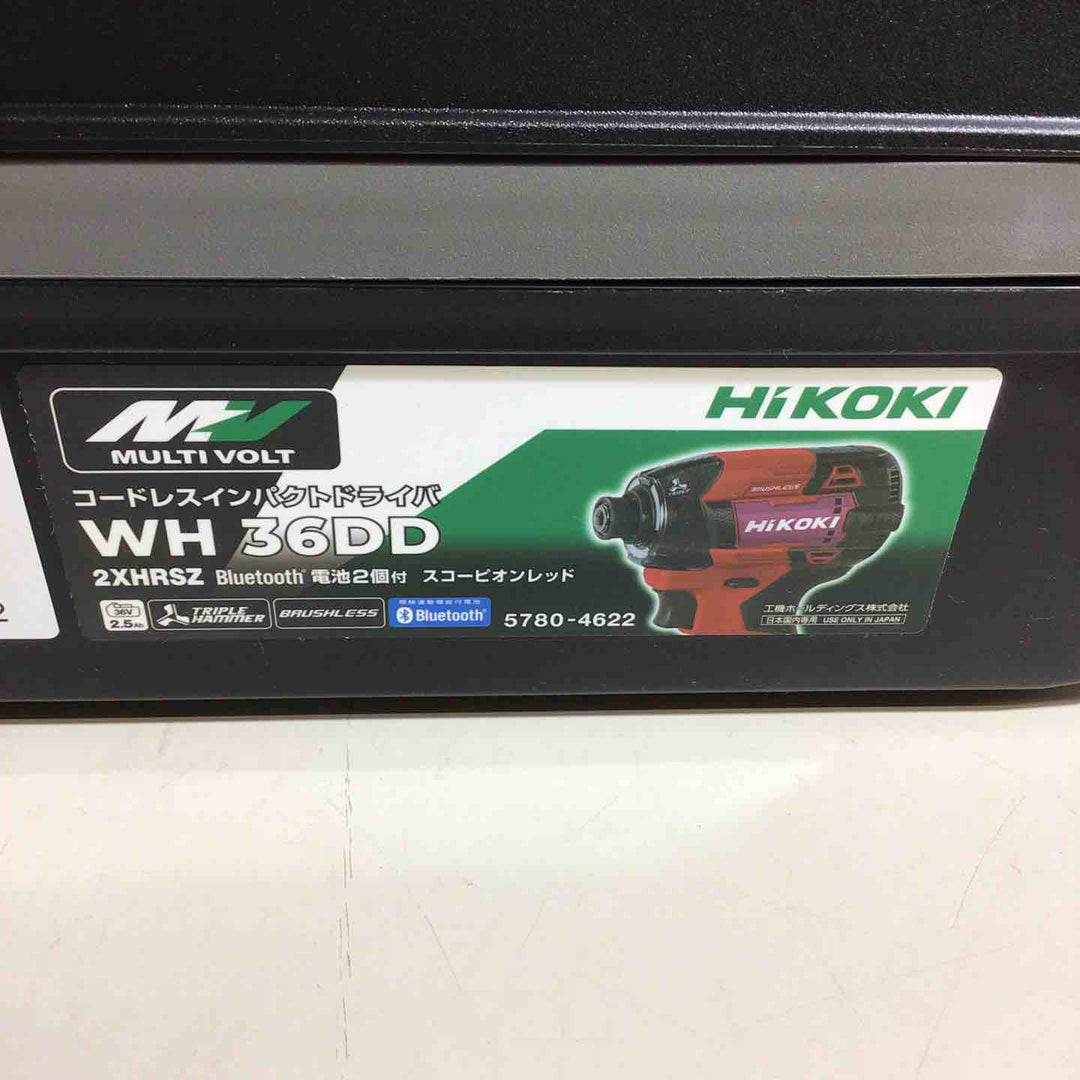 MV
MULTI VOLT
HiKOKI
コードレスインパクトドライバ
WH 36DD
2XHRSZ Bluetooth® 電池2個付 スコーピオンレッド
36V
2.5Ah
TRIPLE
HAMMER
BRUSHLESS
Bluetooth®
5780-4622
BRUSHLESS
HiKOKI
工機ホールディングス株式会社
日本国内専用 USE ONLY IN JAPAN
2